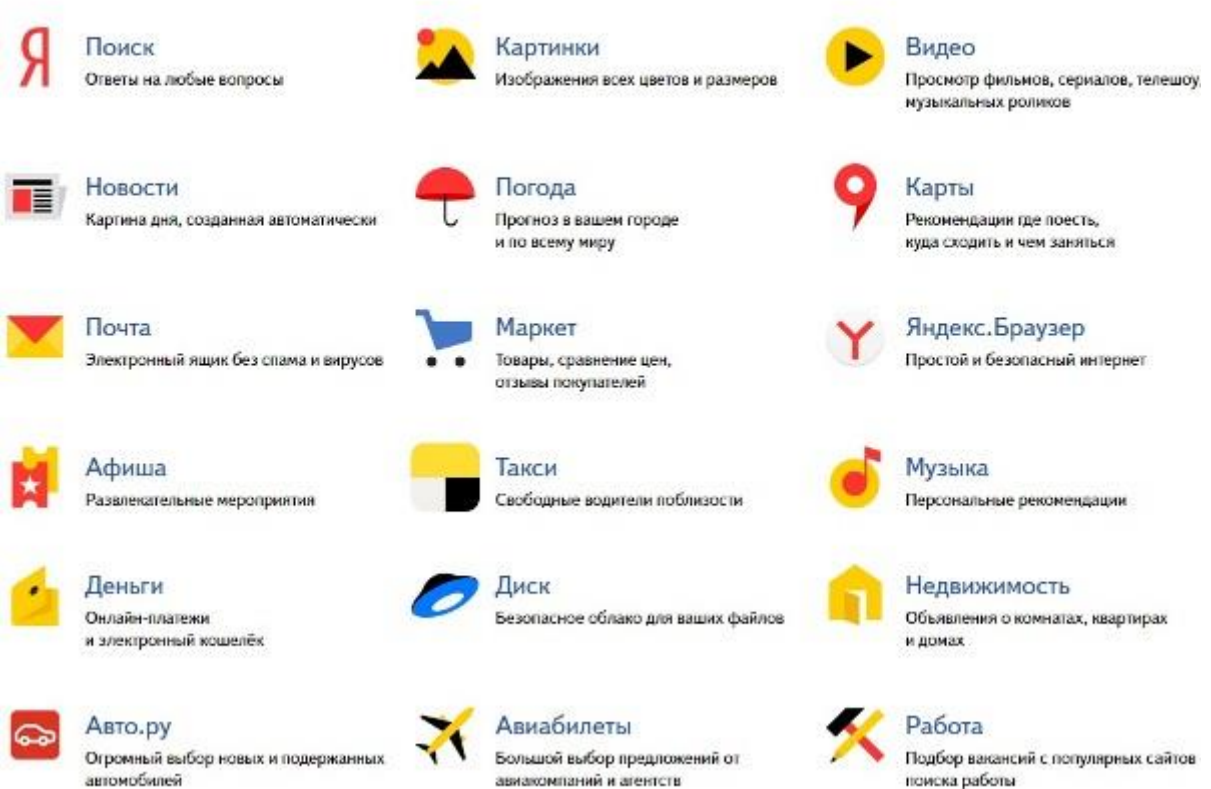 Поиск
Ответы на любые вопросы
Картинки
Изображения всех цветов и размеров
Видео
Просмотр фильмов, сериалов, телешоу,
музыкальных роликов
Новости
Картина дня, созданная автоматически
Погода
Прогноз в вашем городе
и по всему миру
Карты
Рекомендации где поесть,
куда сходить и чем заняться
Почта
Электронный ящик без спама и вирусов
Маркет
Товары, сравнение цен,
отзывы покупателей
Яндекс.Браузер
Простой и безопасный интернет
Афиша
Развлекательные мероприятия
Такси
Свободные водители поблизости
Музыка
Персональные рекомендации
Деньги
Онлайн-платежи
и электронный кошелёк
Диск
Безопасное облако для ваших файлов
Недвижимость
Объявления о комнатах, квартирах
и домах
Авто.ру
Огромный выбор новых и подержанных
автомобилей
Авиабилеты
Большой выбор предложений от
авиакомпаний и агентств
Работа
Подбор вакансий с популярных сайтов
поиска работы